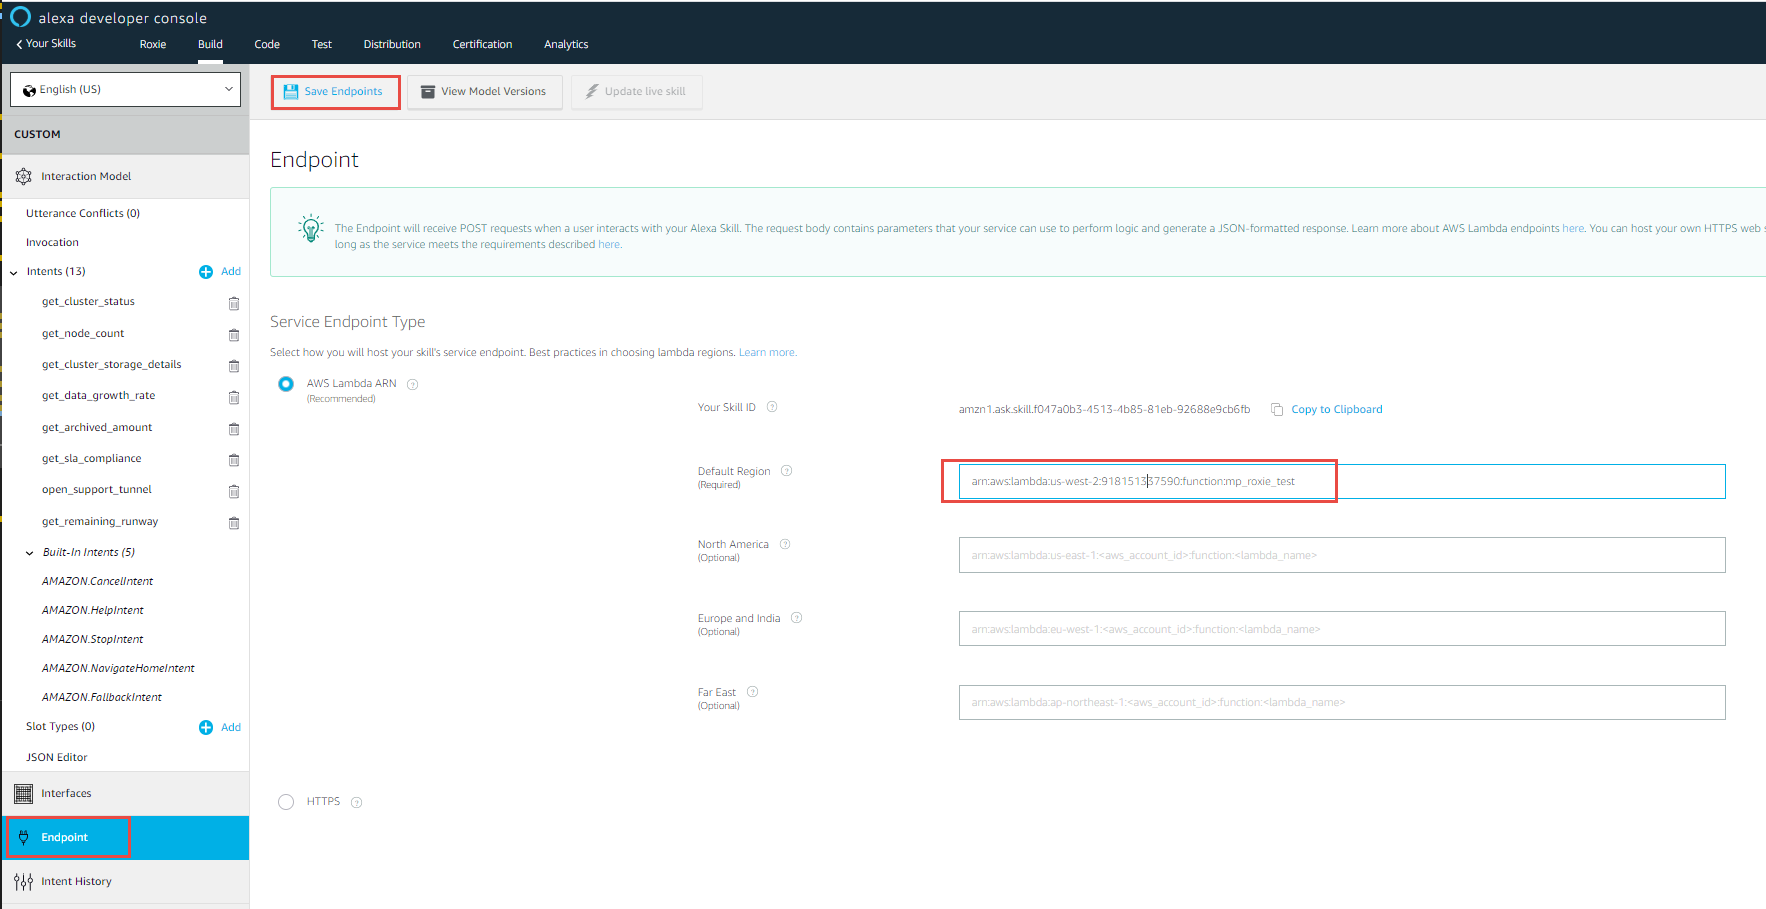 alexa developer console
Your Skills
Roxie
Build
Code
Test
Distribution
Certification
Analytics
English (US)
Save Endpoints
View Model Versions
Update live skill
CUSTOM
Interaction Model
Utterance Conflicts (0)
Invocation
Intents (13)
Add
get_cluster_status
get_node_count
get_cluster_storage_details
get_data_growth_rate
get_archived_amount
get_sla_compliance
open_support_tunnel
get_remaining_runway
Built-In Intents (5)
AMAZON.CancelIntent
AMAZON.HelpIntent
AMAZON.StopIntent
AMAZON.NavigateHomeIntent
AMAZON.FallbackIntent
Slot Types (0)
Add
JSON Editor
Interfaces
Endpoint
Intent History
Endpoint
The Endpoint will receive POST requests when a user interacts with your Alexa Skill. The request body contains parameters that your service can use to perform logic and generate a JSON-formatted response. Learn more about AWS Lambda endpoints here. You can host your own HTTPS web s
long as the service meets the requirements described here.
Service Endpoint Type
Select how you will host your skill's service endpoint. Best practices in choosing lambda regions. Learn more.
AWS Lambda ARN
(Recommended)
Your Skill ID
amzn1.ask.skill.f047a0b3-4513-4b85-81eb-92688e9cb6fb
Copy to Clipboard
Default Region
(Required)
arn:aws:lambda:us-west-2:918151337590:function:mp_roxie_test
North America
(Optional)
arn:aws:lambda:us-east-1:<aws_account_id>:function:<lambda_name>
Europe and India
(Optional)
arn:aws:lambda:eu-west-1:<aws_account_id>:function:<lambda_name>
Far East
(Optional)
arn:aws:lambda:ap-northeast-1:<aws_account_id>:function:<lambda_name>
HTTPS